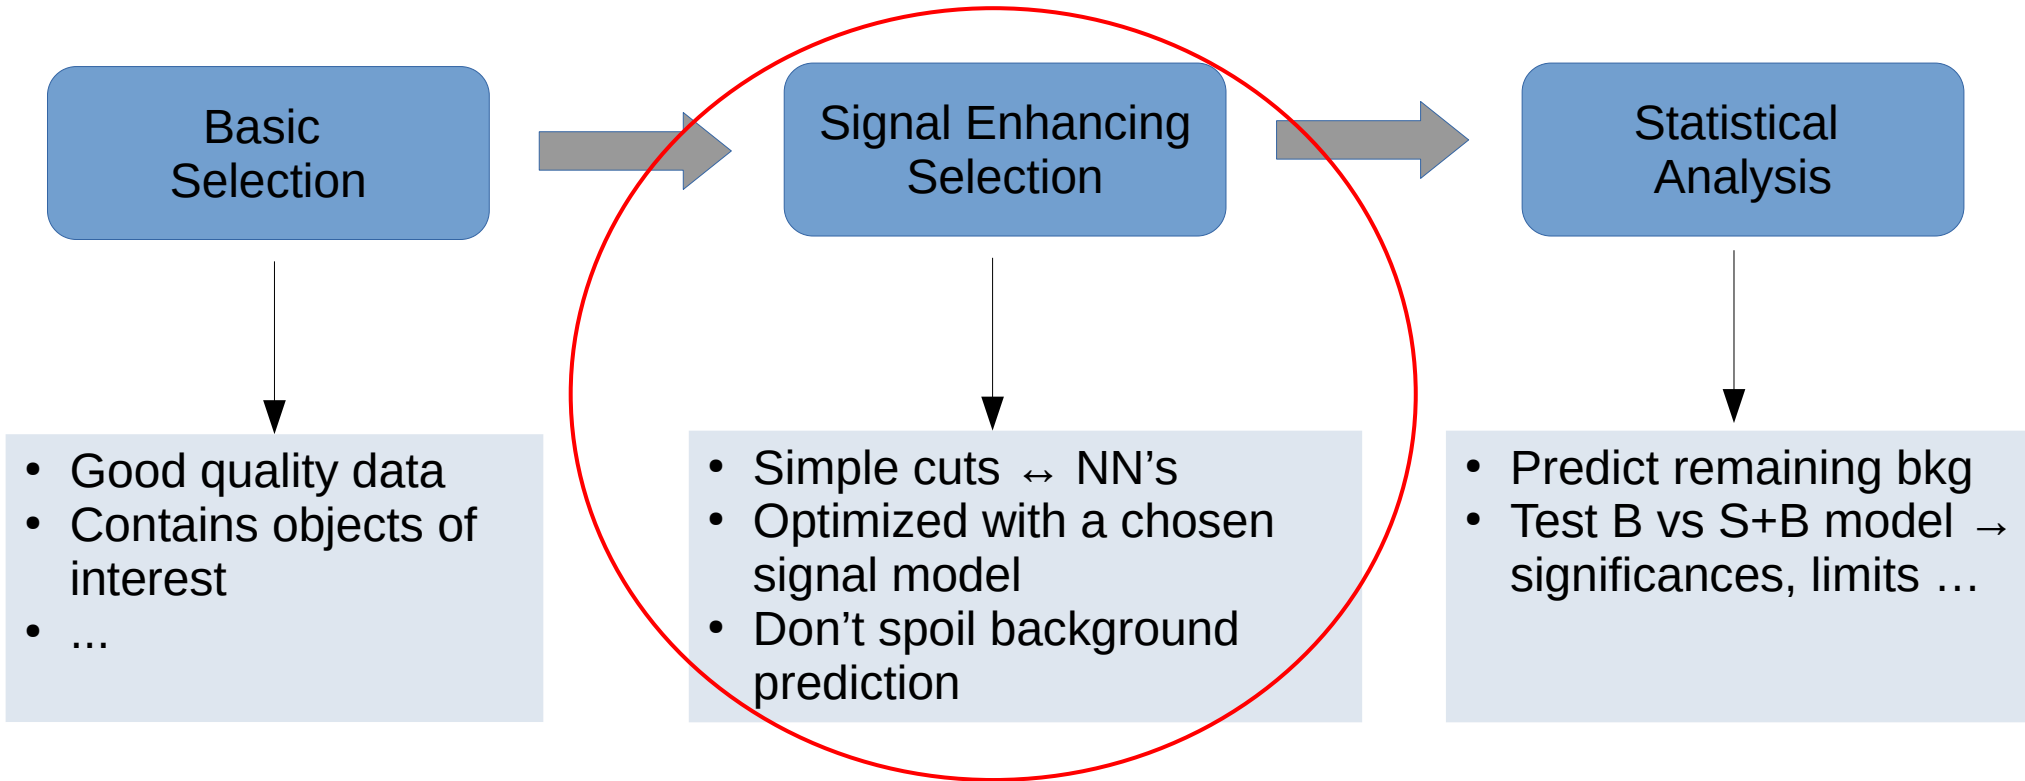 Basic
Selection
Signal Enhancing
Selection
Statistical
Analysis
• Good quality data
• Contains objects of
interest
• ...
• Simple cuts ↔ NN’s
• Optimized with a chosen
signal model
• Don’t spoil background
prediction
• Predict remaining bkg
• Test B vs S+B model →
significances, limits …